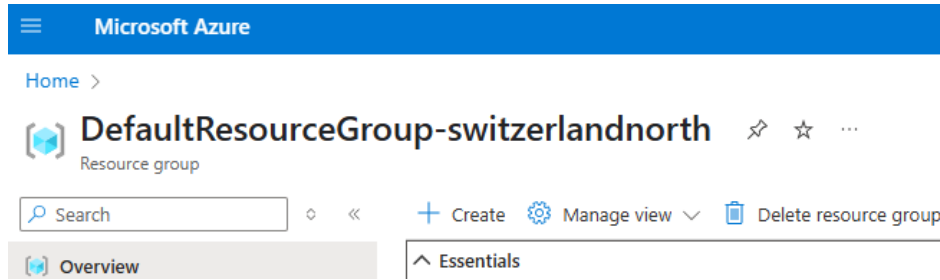 Microsoft Azure
Home >
DefaultResourceGroup-switzerlandnorth
Resource group
Search
+ Create Manage view Delete resource group
Overview
Essentials